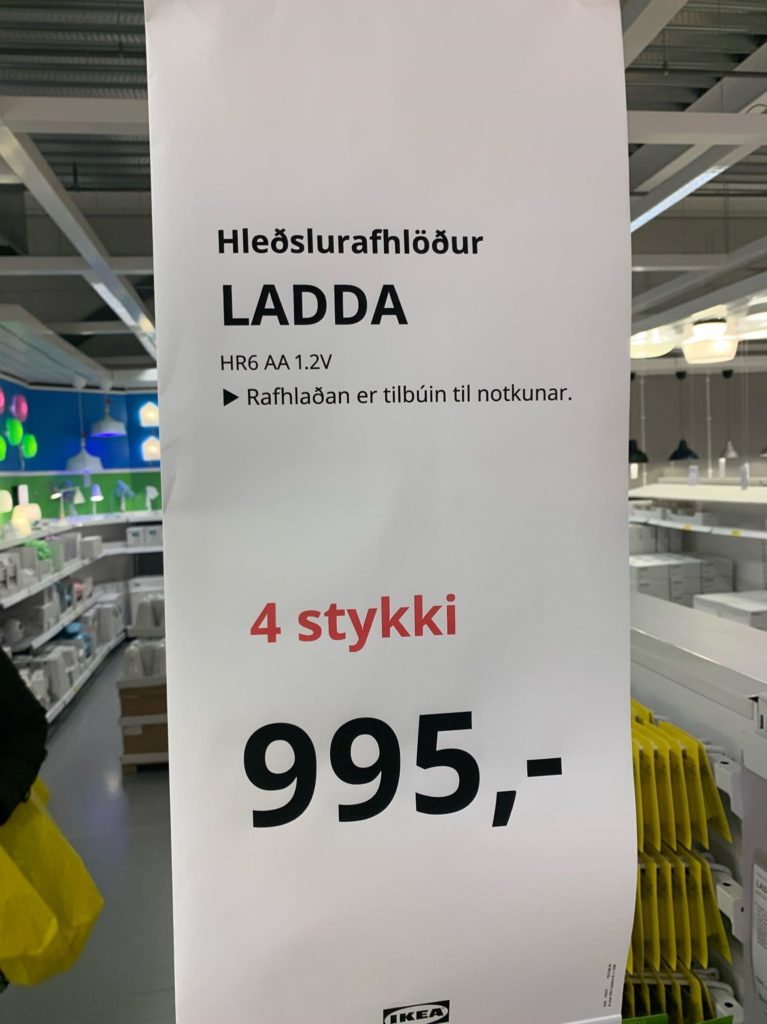 Hleðslurafhlöður
LADDA
HR6 AA 1.2V
▶ Rafhlaðan er tilbúin til notkunar.
4 stykki
995,-
IKEA